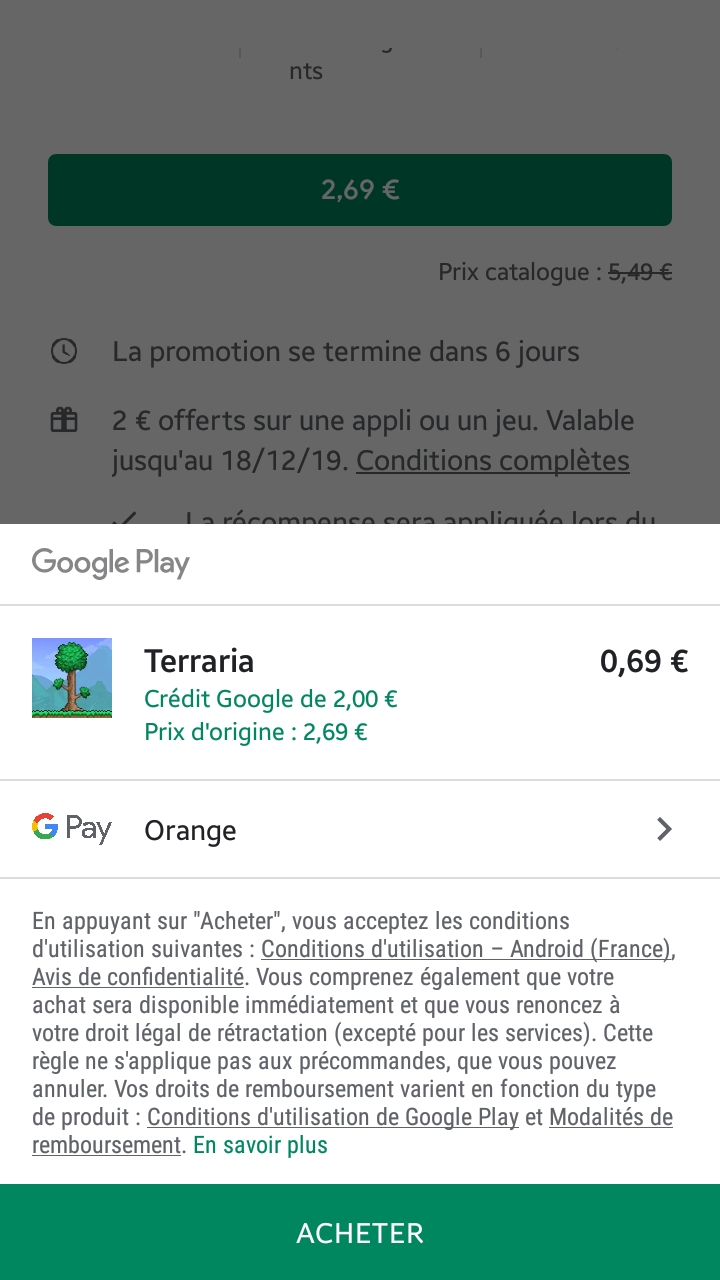 nts
2,69 €
Prix catalogue : 5,49 €
La promotion se termine dans 6 jours
2 € offerts sur une appli ou un jeu. Valable
jusqu'au 18/12/19. Conditions complètes
La récompense sera appliquée lors du
Google Play
Terraria
0,69 €
Crédit Google de 2,00 €
Prix d'origine : 2,69 €
G Pay
Orange
En appuyant sur "Acheter", vous acceptez les conditions
d'utilisation suivantes : Conditions d'utilisation – Android (France),
Avis de confidentialité. Vous comprenez également que votre
achat sera disponible immédiatement et que vous renoncez à
votre droit légal de rétractation (excepté pour les services). Cette
règle ne s'applique pas aux précommandes, que vous pouvez
annuler. Vos droits de remboursement varient en fonction du type
de produit : Conditions d'utilisation de Google Play et Modalités de
remboursement. En savoir plus
ACHETER